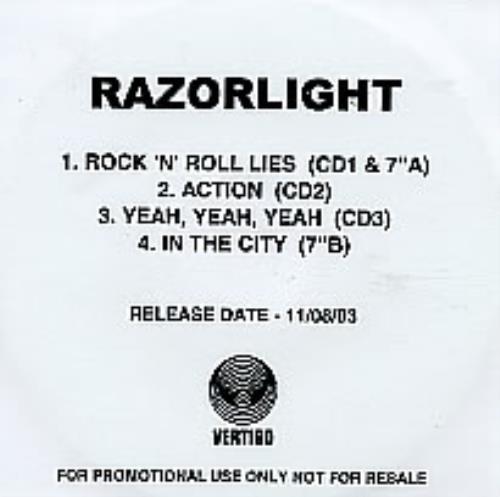 RAZORLIGHT
1. ROCK 'N' ROLL LIES (CD1 & 7"A)
2. ACTION (CD2)
3. YEAH, YEAH, YEAH (CD3)
4. IN THE CITY (7"B)
RELEASE DATE - 11/08/03
VERTIGO
FOR PROMOTIONAL USE ONLY NOT FOR RESALE